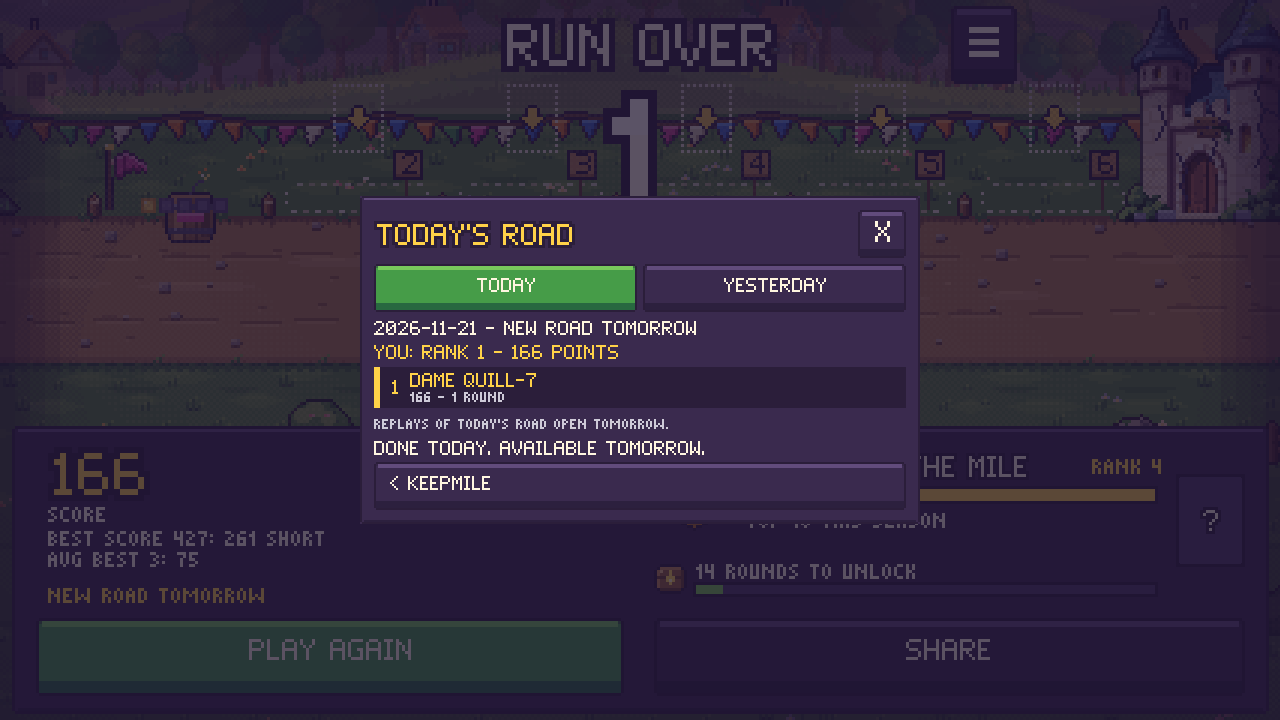 RUN OVER
1
2
3
4
5
6
TODAY'S ROAD
X
TODAY
YESTERDAY
2026-11-21 - NEW ROAD TOMORROW
YOU: RANK 1 - 166 POINTS
1 DAME QUILL-7
166 - 1 ROUND
REPLAYS OF TODAY'S ROAD OPEN TOMORROW.
DONE TODAY. AVAILABLE TOMORROW.
< KEEPMILE
166
SCORE
BEST SCORE 427: 261 SHORT
AVG BEST 3: 75
NEW ROAD TOMORROW
THE MILE
RANK 4
THIS SEASON
?
14 ROUNDS TO UNLOCK
PLAY AGAIN
SHARE